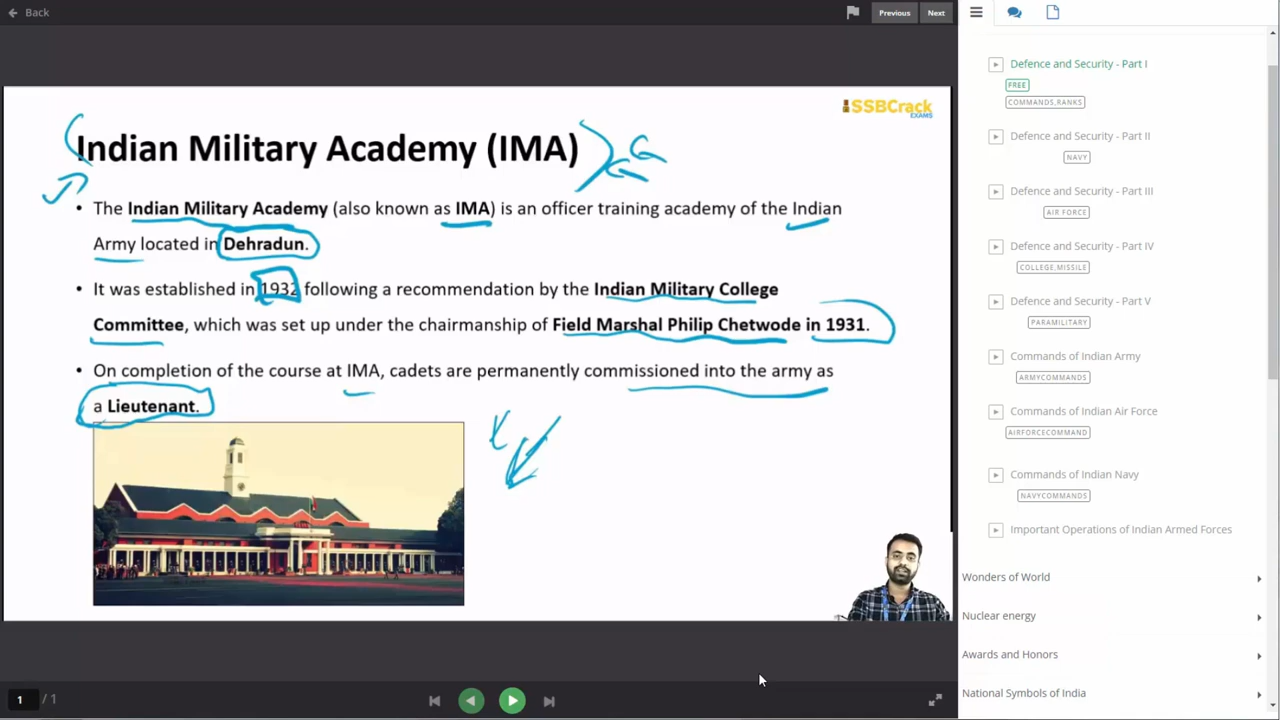 Back
Previous
Next
SSBCrack
EXAMS
Indian Military Academy (IMA)
• The Indian Military Academy (also known as IMA) is an officer training academy of the Indian
Army located in Dehradun.
• It was established in 1932 following a recommendation by the Indian Military College
Committee, which was set up under the chairmanship of Field Marshal Philip Chetwode in 1931.
• On completion of the course at IMA, cadets are permanently commissioned into the army as
a Lieutenant.
1 / 1
Defence and Security - Part I
FREE
COMMANDS,RANKS
Defence and Security - Part II
NAVY
Defence and Security - Part III
AIR FORCE
Defence and Security - Part IV
COLLEGE,MISSILE
Defence and Security - Part V
PARAMILITARY
Commands of Indian Army
ARMYCOMMANDS
Commands of Indian Air Force
AIRFORCECOMMAND
Commands of Indian Navy
NAVYCOMMANDS
Important Operations of Indian Armed Forces
Wonders of World
Nuclear energy
Awards and Honors
National Symbols of India